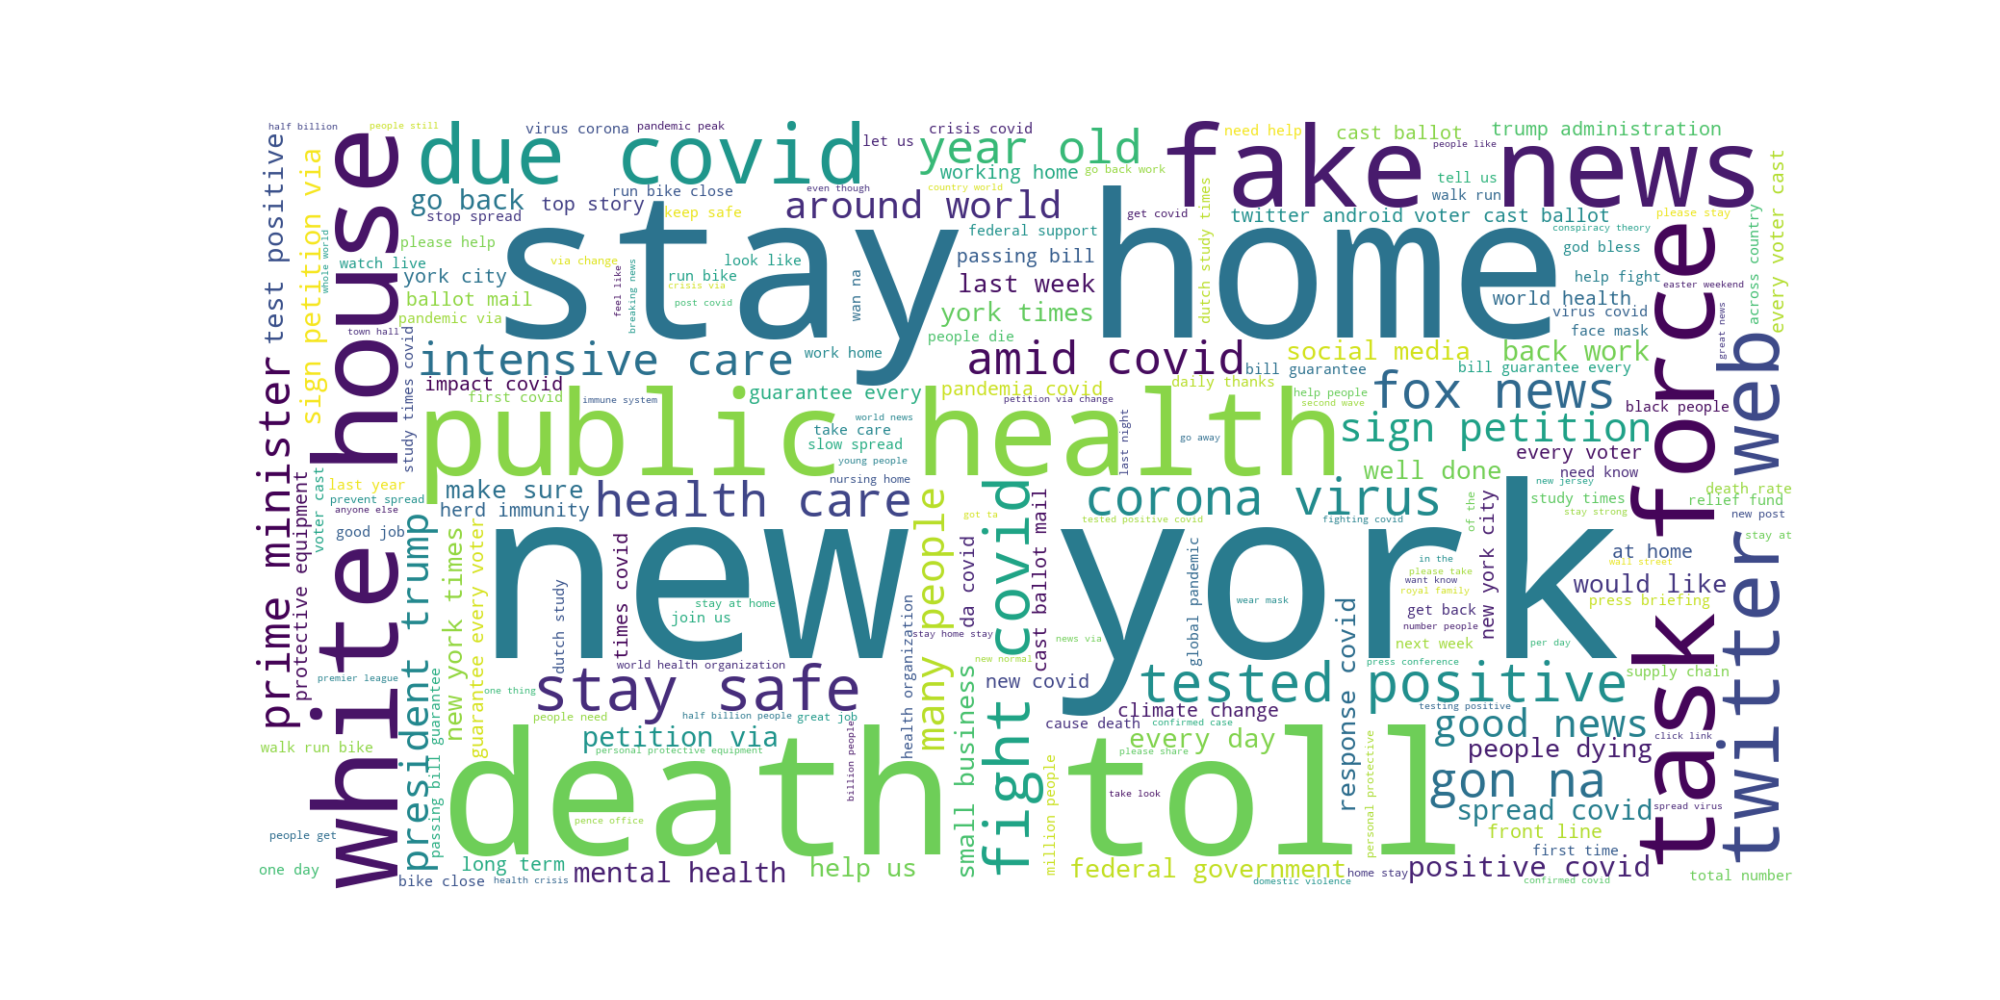 half billion
people still
virus corona
pandemic peak
due covid
let us
crisis covid
year old
fake news
need help
cast ballot
people like
trump administration
white house
test positive
sign petition via
whole world
go back
run bike close
top story
stop spread
keep safe
even though
country world
working home
go back work
around world
get covid
dutch study times
tell us
walk run
twitter android voter cast ballot
please stay
conspiracy theory
every voter cast
across country
please help
watch live
stay home
federal support
god bless
york city
via change
look like
run bike
crisis via
post covid
feel like
breaking news
wan na
passing bill
last week
help fight
world health
easter weekend
virus covid
face mask
great news
ballot mail
pandemic via
town hall
york times
people die
intensive care
work home
amid covid
social media
back work
bill guarantee
bill guarantee every
prime minister
study times covid
impact covid
first covid
immune system
guarantee every
pandemia covid
petition via change
daily thanks
help people
second wave
fox news
black people
task force
twitter web
public health
world news
take care
slow spread
young people
last night
go away
sign petition
every voter
need know
well done
new jersey
nursing home
last year
prevent spread
anyone else
voter cast
protective equipment
make sure
herd immunity
health care
many people
got ta
fight covid
cast ballot mail
corona virus
tested positive covid
fighting covid
of the
new york city
study times
stay strong
death rate
relief fund
new post
stay at
good job
president trump
new york times
guarantee every voter
new york
times covid
dutch study
stay at home
join us
da covid
health organization
stay home stay
news via
global pandemic
wear mask
in the
please take
want know
royal family
get back
number people
next week
per day
at home
wall street
would like
press briefing
premier league
world health organization
new normal
new covid
response covid
press conference
supply chain
stay safe
one thing
tested positive
testing positive
walk run bike
passing bill guarantee
people need
half billion people
great job
billion people
small business
cause death
climate change
confirmed case
every day
please share
good news
people dying
click link
petition via
personal protective equipment
death toll
pence office
take look
million people
personal protective
gon na
spread covid
spread virus
front line
first time
people get
one day
long term
bike close
health crisis
mental health
help us
federal government
domestic violence
home stay
positive covid
confirmed covid
total number